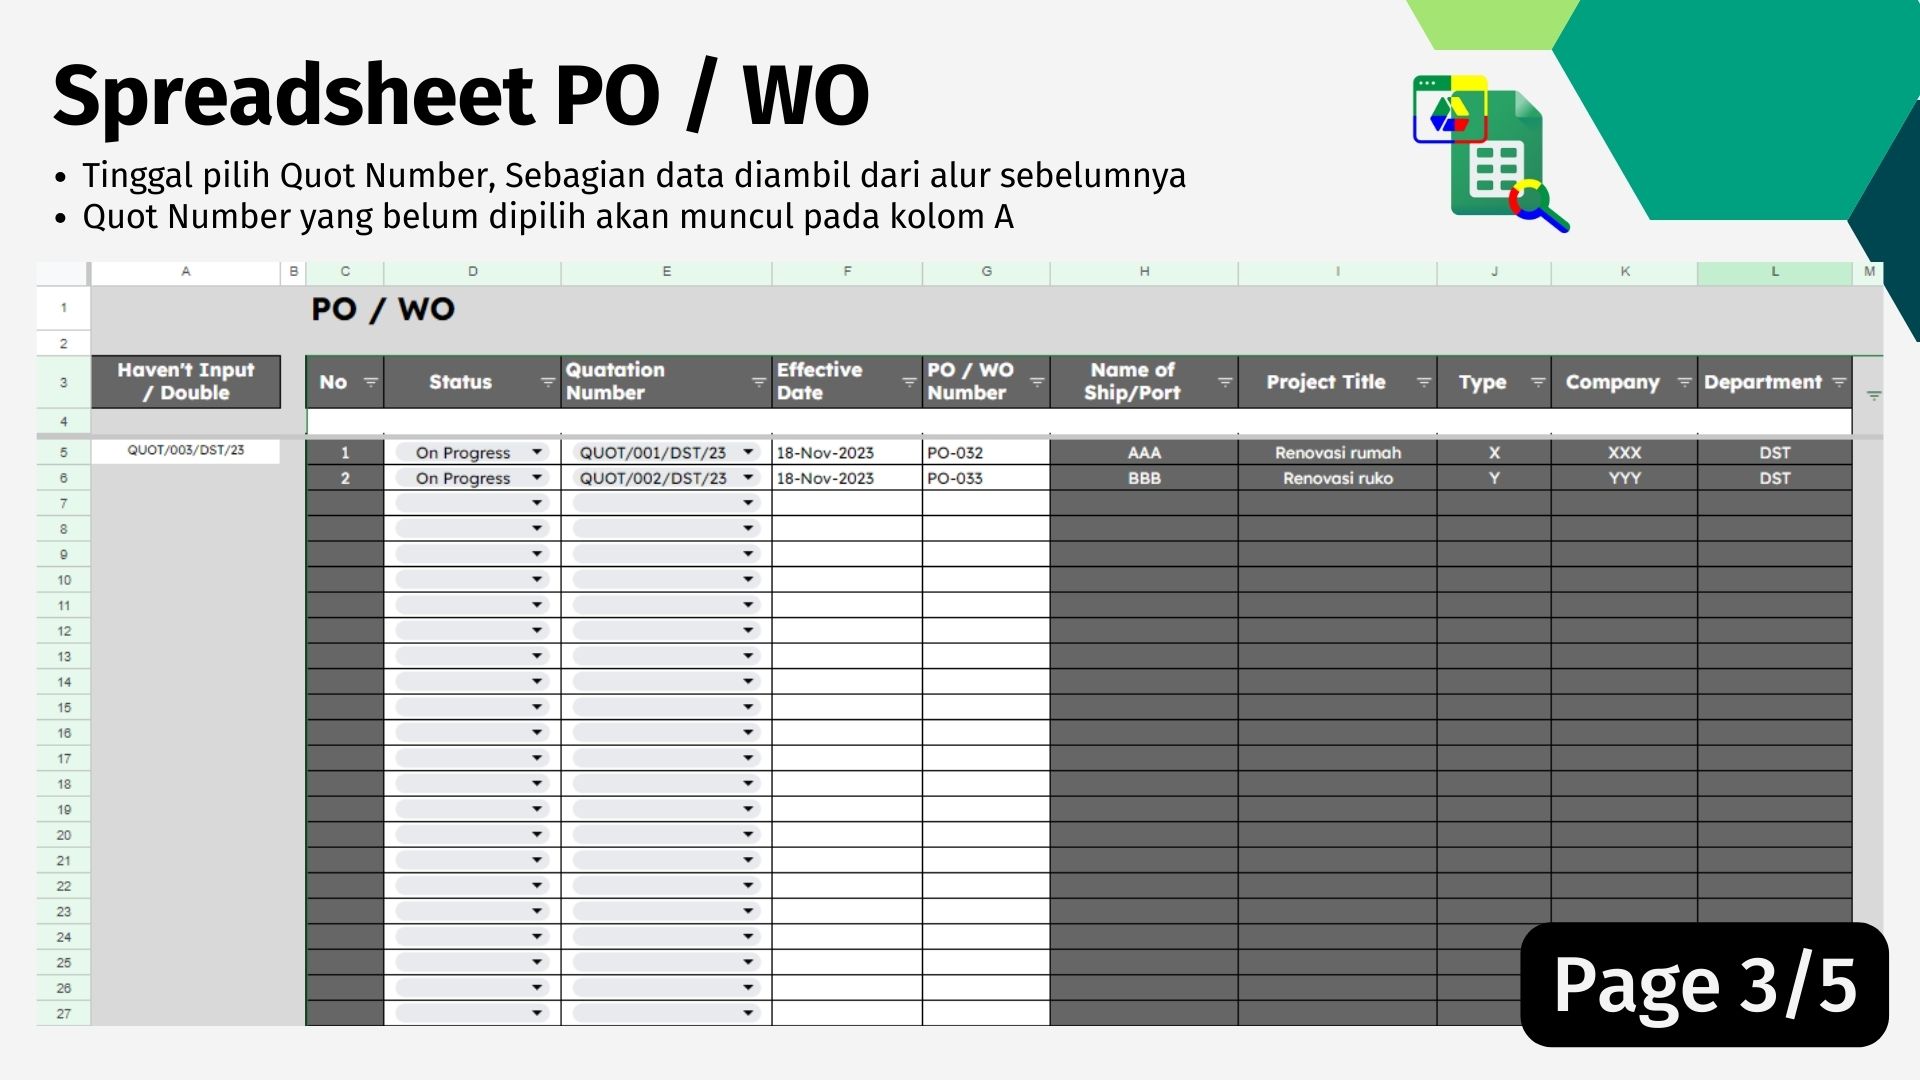 Spreadsheet PO / WO
• Tinggal pilih Quot Number, Sebagian data diambil dari alur sebelumnya
• Quot Number yang belum dipilih akan muncul pada kolom A
A B C D E F G H I J K L M
1 PO / WO
2
3 Haven't Input / Double No Status Quatation Number Effective Date PO / WO Number Name of Ship/Port Project Title Type Company Department
4
5 QUOT/003/DST/23 1 On Progress QUOT/001/DST/23 18-Nov-2023 PO-032 AAA Renovasi rumah X XXX DST
6 2 On Progress QUOT/002/DST/23 18-Nov-2023 PO-033 BBB Renovasi ruko Y YYY DST
7
8
9
10
11
12
13
14
15
16
17
18
19
20
21
22
23
24
25
26
27
Page 3/5